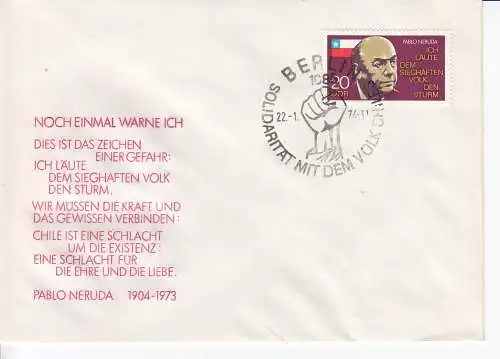 PABLO NERUDA
ICH
LÄUTE
DEM
SIEGHAFTEN
VOLK
DEN
STURM
20
DDR
BERLIN
22.-1.
SOLIDARITÄT MIT DEM VOLK
NOCH EINMAL WARNE ICH
DIES IST DAS ZEICHEN
EINER GEFAHR:
ICH LÄUTE
DEM SIEGHAFTEN VOLK
DEN STURM.
WIR MÜSSEN DIE KRAFT UND
DAS GEWISSEN VERBINDEN:
CHILE IST EINE SCHLACHT
UM DIE EXISTENZ:
EINE SCHLACHT FÜR
DIE EHRE UND DIE LIEBE.
PABLO NERUDA 1904-1973